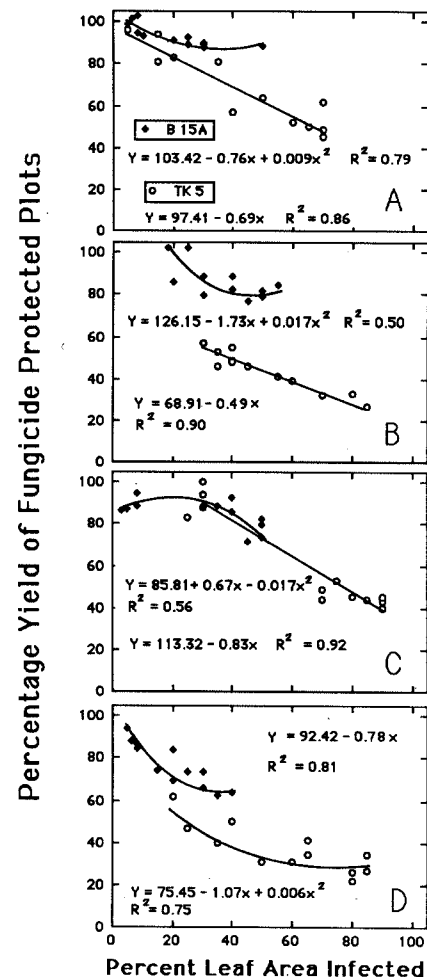 Percentage Yield of Fungicide Protected Plots
100
80
60
40
20
0
B 15A
Y = 103.42 - 0.76x + 0.009x² R² = 0.79
TK 5
Y = 97.41 - 0.69x R² = 0.86
A
100
80
60
40
20
0
Y = 126.15 - 1.73x + 0.017x² R² = 0.50
Y = 68.91 - 0.49x
R² = 0.90
B
100
80
60
40
20
0
Y = 85.81+ 0.67x - 0.017x²
R² = 0.56
Y = 113.32 - 0.83x R² = 0.92
C
100
80
60
40
20
0
Y = 92.42 - 0.78x
R² = 0.81
Y = 75.45 - 1.07x + 0.006x²
R² = 0.75
D
0 20 40 60 80 100
Percent Leaf Area Infected